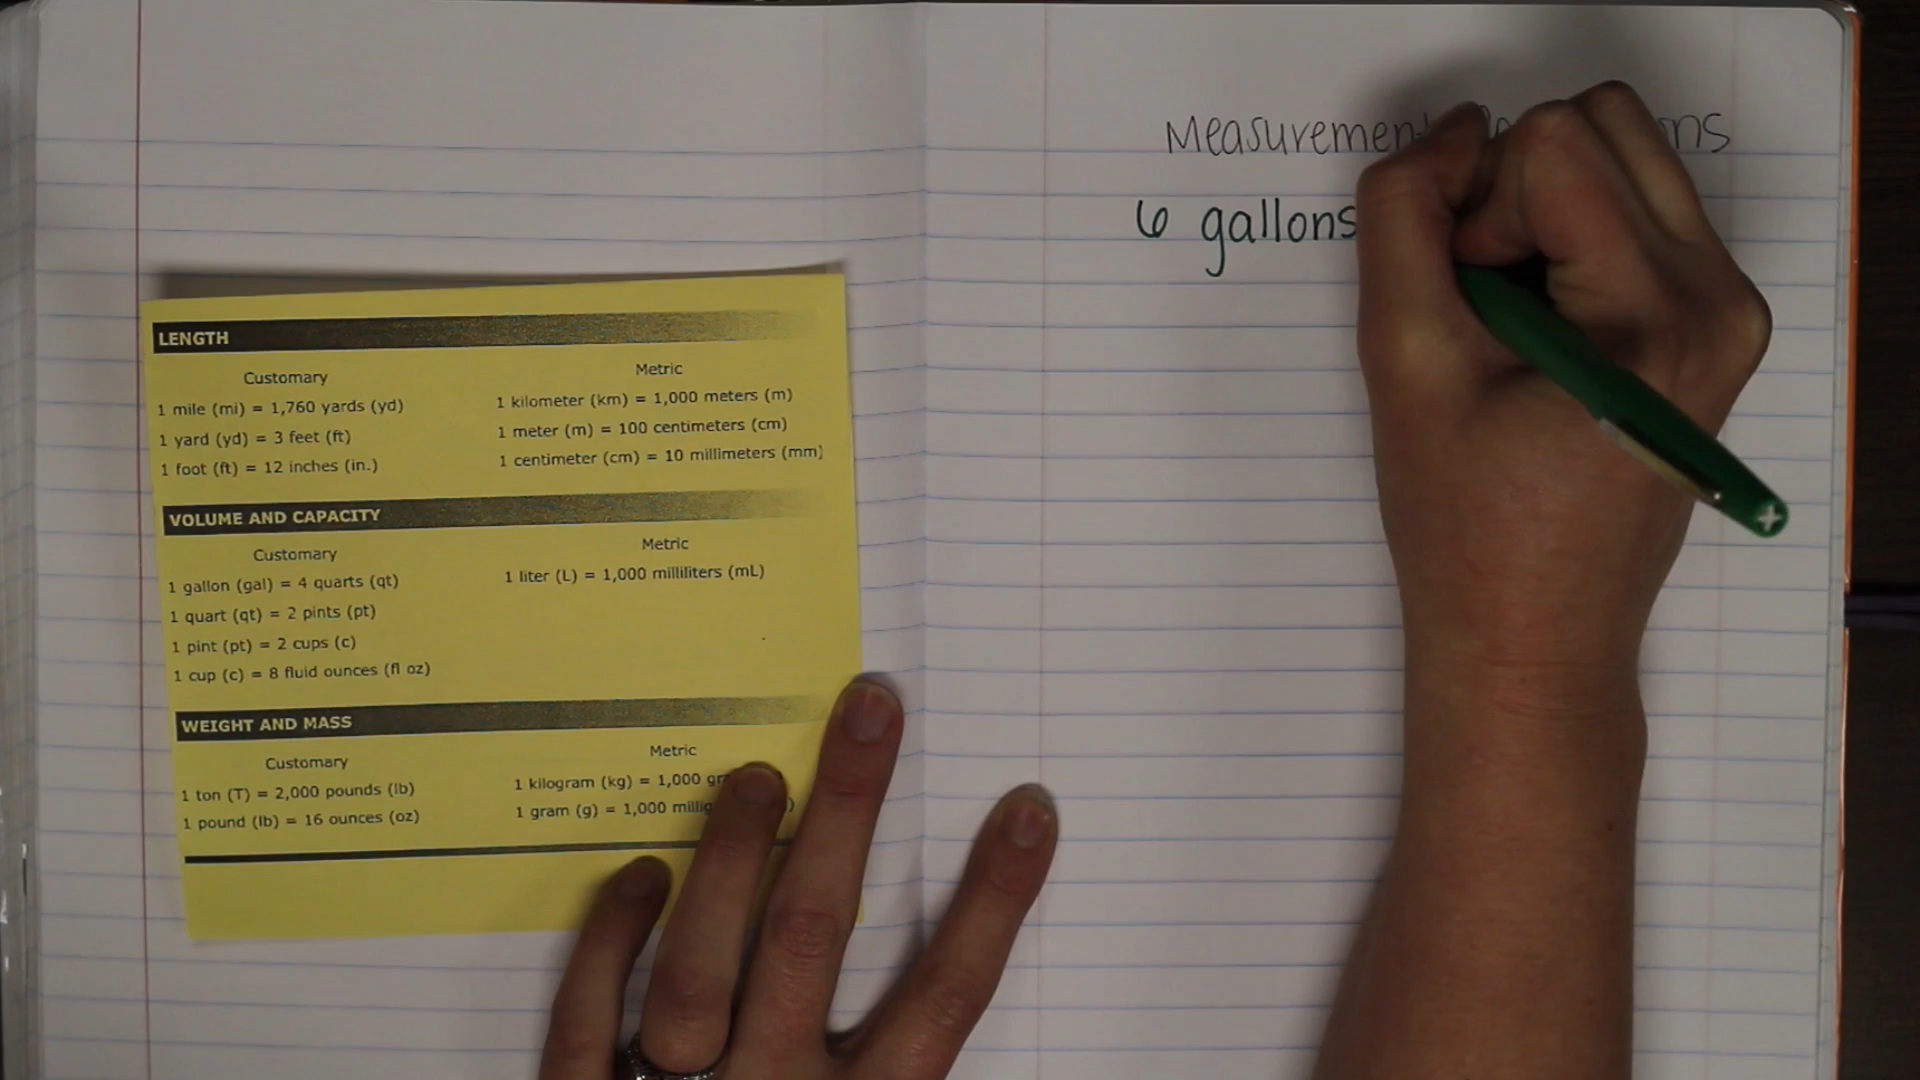 Measurement
6 gallons
LENGTH
Customary
1 mile (mi) = 1,760 yards (yd)
1 yard (yd) = 3 feet (ft)
1 foot (ft) = 12 inches (in.)
Metric
1 kilometer (km) = 1,000 meters (m)
1 meter (m) = 100 centimeters (cm)
1 centimeter (cm) = 10 millimeters (mm)
VOLUME AND CAPACITY
Customary
1 gallon (gal) = 4 quarts (qt)
1 quart (qt) = 2 pints (pt)
1 pint (pt) = 2 cups (c)
1 cup (c) = 8 fluid ounces (fl oz)
Metric
1 liter (L) = 1,000 milliliters (mL)
WEIGHT AND MASS
Customary
1 ton (T) = 2,000 pounds (lb)
1 pound (lb) = 16 ounces (oz)
Metric
1 kilogram (kg) = 1,000
1 gram (g) = 1,000